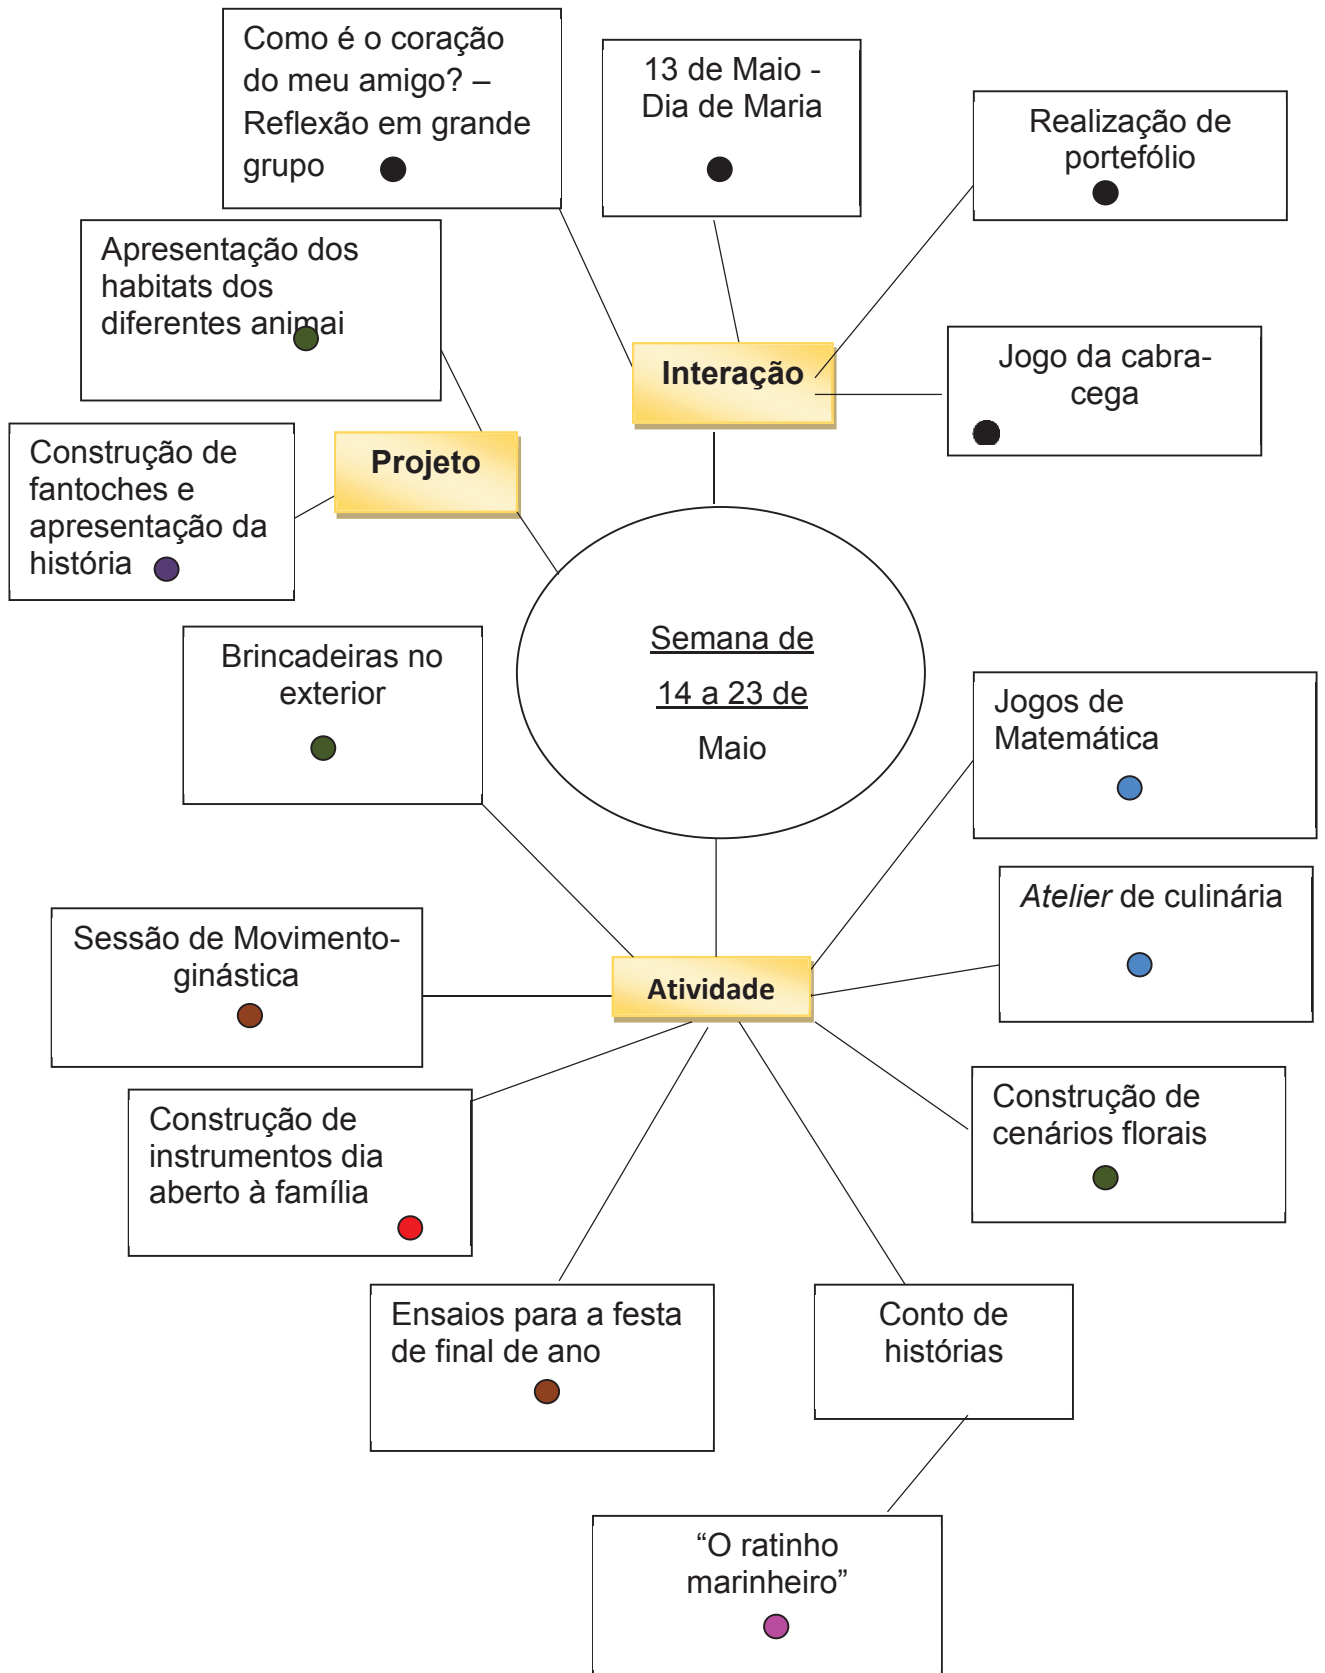 Como é o coração
do meu amigo? –
Reflexão em grande
grupo
13 de Maio -
Dia de Maria
Realização de
portefólio
Apresentação dos
habitats dos
diferentes animai
Interação
Jogo da cabra-
cega
Projeto
Construção de
fantoches e
apresentação da
história
Semana de
14 a 23 de
Maio
Brincadeiras no
exterior
Jogos de
Matemática
Atelier de culinária
Sessão de Movimento-
ginástica
Atividade
Construção de
cenários florais
Construção de
instrumentos dia
aberto à família
Ensaios para a festa
de final de ano
Conto de
histórias
“O ratinho
marinheiro”